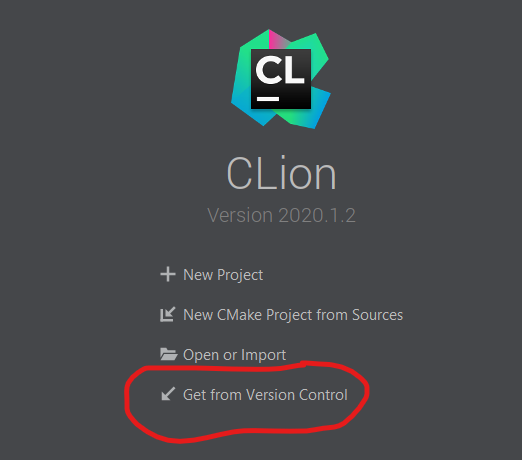 CL
CLion
Version 2020.1.2
New Project
New CMake Project from Sources
Open or Import
Get from Version Control